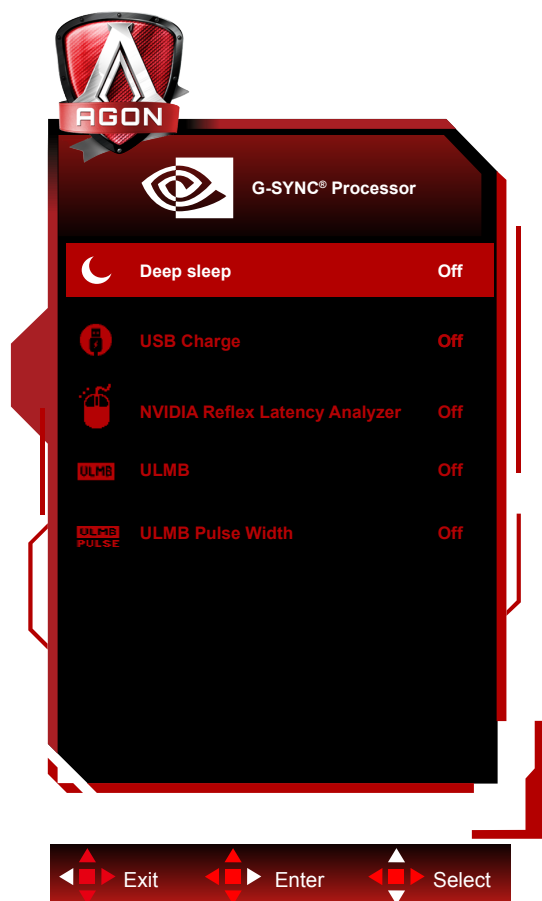 AGON
G-SYNC® Processor
Deep sleep Off
USB Charge Off
NVIDIA Reflex Latency Analyzer Off
ULMB ULMB Off
ULMB PULSE ULMB Pulse Width Off
Exit Enter Select